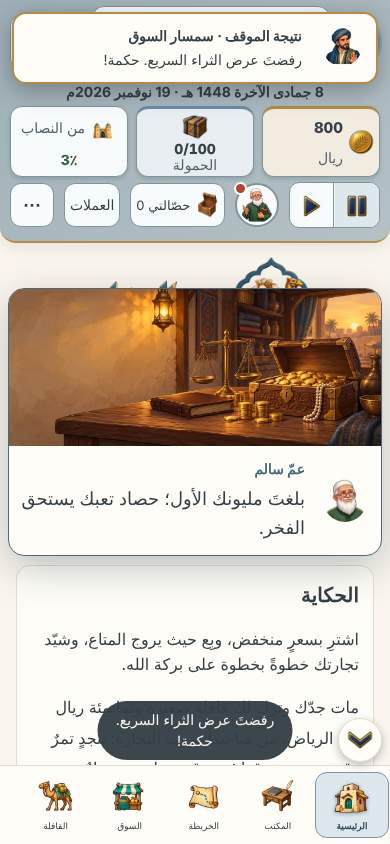 نتيجة الموقف · سمسار السوق
رفضتَ عرض الثراء السريع. حكمة!
8 جمادى الآخرة 1448 هـ · 19 نوفمبر 2026م
800
ريال
0/100
الحمولة
من النصاب
3٪
حصّالتي 0
العملات
عمّ سالم
بلغتَ مليونك الأول؛ حصاد تعبك يستحق
الفخر.
الحكاية
اشترِ بسعرٍ منخفض، وبِع حيث يروج المتاع، وشيّد
تجارتك خطوةً بخطوة على بركة الله.
مات جدّك
مئة ريال
رفضتَ عرض الثراء السريع.
حكمة!
الرئيسية
المكتب
الخريطة
السوق
القافلة